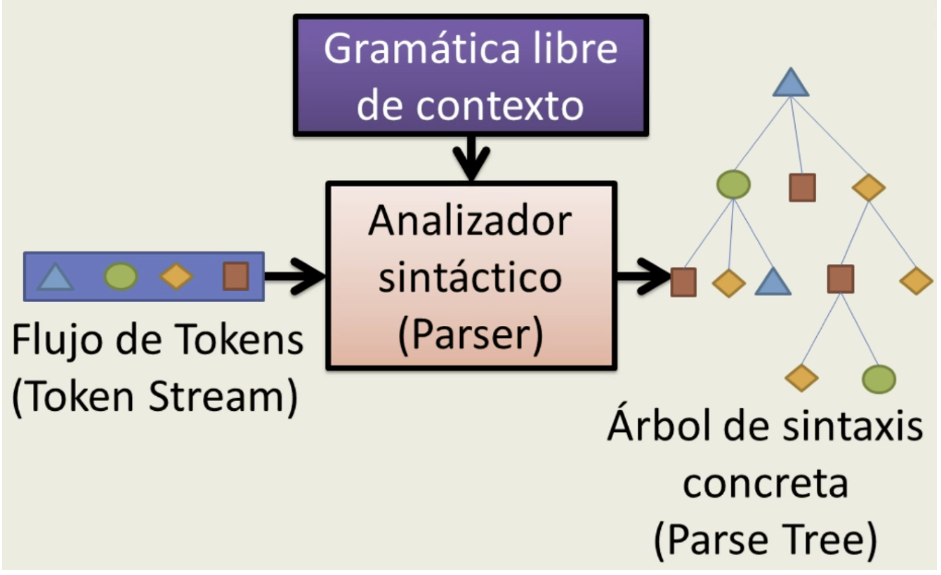 Gramática libre
de contexto
Analizador
sintáctico
(Parser)
Flujo de Tokens
(Token Stream)
Árbol de sintaxis
concreta
(Parse Tree)